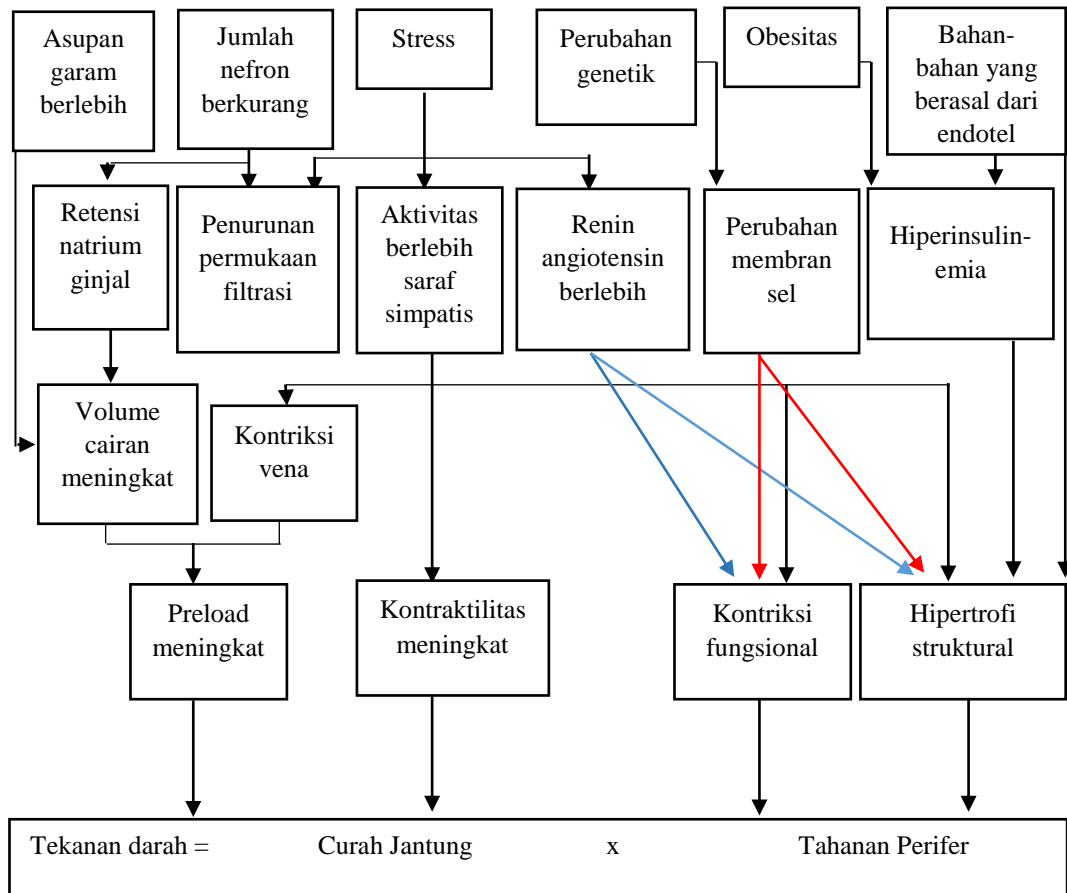 Asupan
garam
berlebih
Jumlah
nefron
berkurang
Stress
Perubahan
genetik
Obesitas
Bahan-
bahan yang
berasal dari
endotel
Retensi
natrium
ginjal
Penurunan
permukaan
filtrasi
Aktivitas
berlebih
saraf
simpatis
Renin
angiotensin
berlebih
Perubahan
membran
sel
Hiperinsulin-
emia
Volume
cairan
meningkat
Kontriksi
vena
Preload
meningkat
Kontraktilitas
meningkat
Kontriksi
fungsional
Hipertrofi
struktural
Tekanan darah = Curah Jantung x Tahanan Perifer